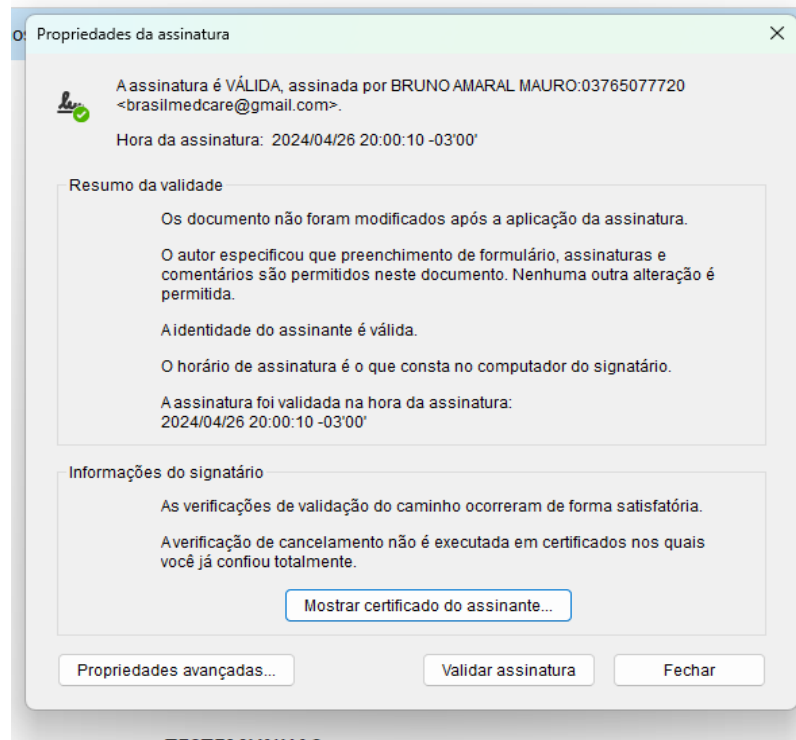 Propriedades da assinatura
A assinatura é VÁLIDA, assinada por BRUNO AMARAL MAURO:03765077720
<brasilmedcare@gmail.com>.
Hora da assinatura: 2024/04/26 20:00:10 -03'00'
Resumo da validade
Os documento não foram modificados após a aplicação da assinatura.
O autor especificou que preenchimento de formulário, assinaturas e
comentários são permitidos neste documento. Nenhuma outra alteração é
permitida.
A identidade do assinante é válida.
O horário de assinatura é o que consta no computador do signatário.
A assinatura foi validada na hora da assinatura:
2024/04/26 20:00:10 -03'00'
Informações do signatário
As verificações de validação do caminho ocorreram de forma satisfatória.
A verificação de cancelamento não é executada em certificados nos quais
você já confiou totalmente.
Mostrar certificado do assinante...
Propriedades avançadas...
Validar assinatura
Fechar